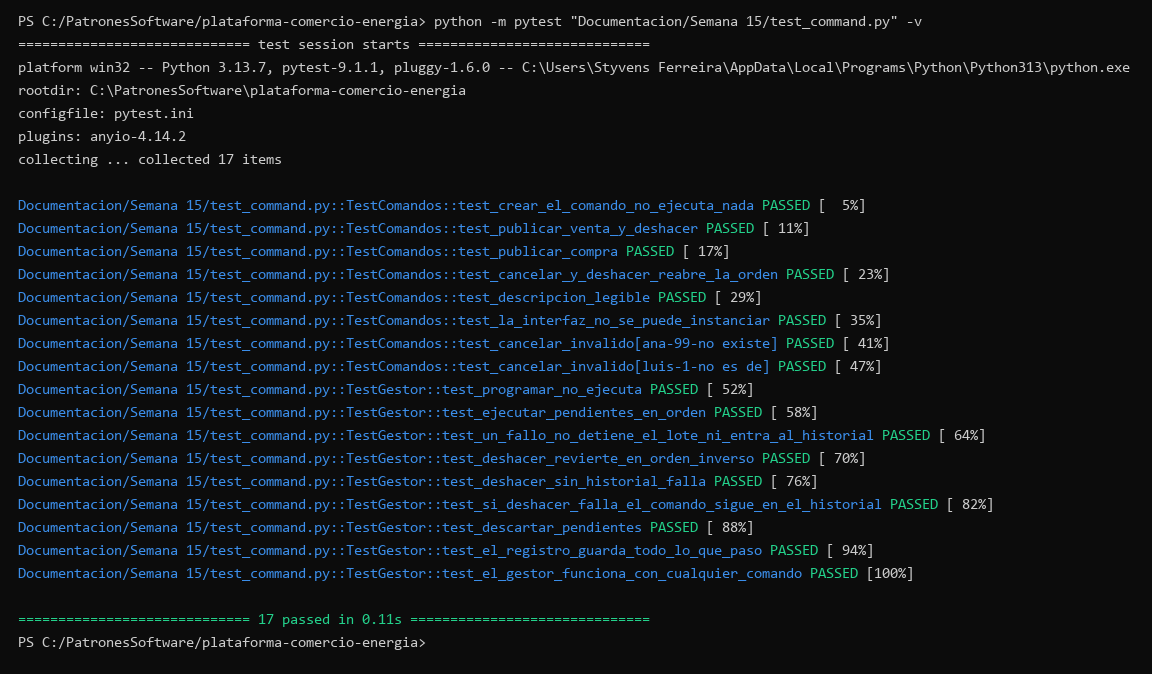 PS C:/PatronesSoftware/plataforma-comercio-energia> python -m pytest "Documentacion/Semana 15/test_command.py" -v
============================= test session starts =============================
platform win32 -- Python 3.13.7, pytest-9.1.1, pluggy-1.6.0 -- C:\Users\Styvens Ferreira\AppData\Local\Programs\Python\Python313\python.exe
rootdir: C:\PatronesSoftware\plataforma-comercio-energia
configfile: pytest.ini
plugins: anyio-4.14.2
collecting ... collected 17 items
Documentacion/Semana 15/test_command.py::TestComandos::test_crear_el_comando_no_ejecuta_nada PASSED [  5%]
Documentacion/Semana 15/test_command.py::TestComandos::test_publicar_venta_y_deshacer PASSED [ 11%]
Documentacion/Semana 15/test_command.py::TestComandos::test_publicar_compra PASSED [ 17%]
Documentacion/Semana 15/test_command.py::TestComandos::test_cancelar_y_deshacer_reabre_la_orden PASSED [ 23%]
Documentacion/Semana 15/test_command.py::TestComandos::test_descripcion_legible PASSED [ 29%]
Documentacion/Semana 15/test_command.py::TestComandos::test_la_interfaz_no_se_puede_instanciar PASSED [ 35%]
Documentacion/Semana 15/test_command.py::TestComandos::test_cancelar_invalido[ana-99-no existe] PASSED [ 41%]
Documentacion/Semana 15/test_command.py::TestComandos::test_cancelar_invalido[luis-1-no es de] PASSED [ 47%]
Documentacion/Semana 15/test_command.py::TestGestor::test_programar_no_ejecuta PASSED [ 52%]
Documentacion/Semana 15/test_command.py::TestGestor::test_ejecutar_pendientes_en_orden PASSED [ 58%]
Documentacion/Semana 15/test_command.py::TestGestor::test_un_fallo_no_detiene_el_lote_ni_entra_al_historial PASSED [ 64%]
Documentacion/Semana 15/test_command.py::TestGestor::test_deshacer_revierte_en_orden_inverso PASSED [ 70%]
Documentacion/Semana 15/test_command.py::TestGestor::test_deshacer_sin_historial_falla PASSED [ 76%]
Documentacion/Semana 15/test_command.py::TestGestor::test_si_deshacer_falla_el_comando_sigue_en_el_historial PASSED [ 82%]
Documentacion/Semana 15/test_command.py::TestGestor::test_descartar_pendientes PASSED [ 88%]
Documentacion/Semana 15/test_command.py::TestGestor::test_el_registro_guarda_todo_lo_que_paso PASSED [ 94%]
Documentacion/Semana 15/test_command.py::TestGestor::test_el_gestor_funciona_con_cualquier_comando PASSED [100%]
============================= 17 passed in 0.11s ==============================
PS C:/PatronesSoftware/plataforma-comercio-energia>